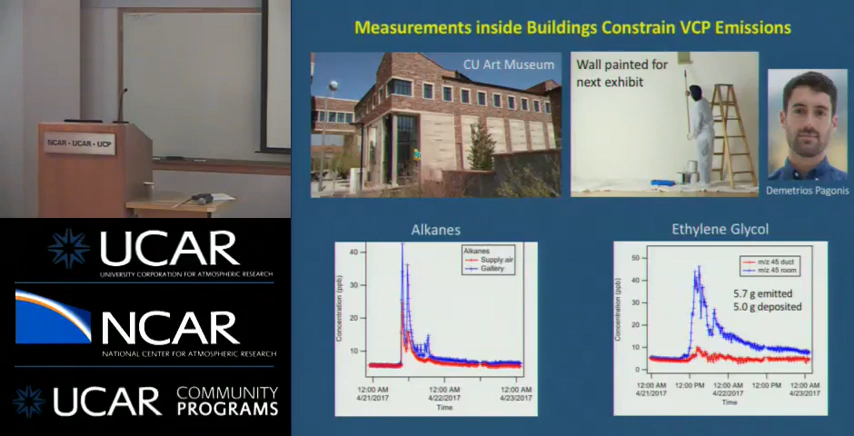 Measurements inside Buildings Constrain VCP Emissions
CU Art Museum
Wall painted for
next exhibit
Demetrios Pagonis
NCAR · UCAR · UCP
UCAR
UNIVERSITY CORPORATION FOR ATMOSPHERIC RESEARCH
NCAR
NATIONAL CENTER FOR ATMOSPHERIC RESEARCH
UCAR COMMUNITY
PROGRAMS
Alkanes
Concentration (ppb)
40
30
20
10
Alkanes
Supply air
Gallery
12:00 AM 12:00 AM 12:00 AM
4/21/2017 4/22/2017 4/23/2017
Time
Ethylene Glycol
Concentration (ppb)
50
40
30
20
10
0
m/z 45 duct
m/z 45 room
5.7 g emitted
5.0 g deposited
12:00 AM 12:00 PM 12:00 AM 12:00 PM 12:00 AM
4/21/2017 4/22/2017 4/23/2017
Time